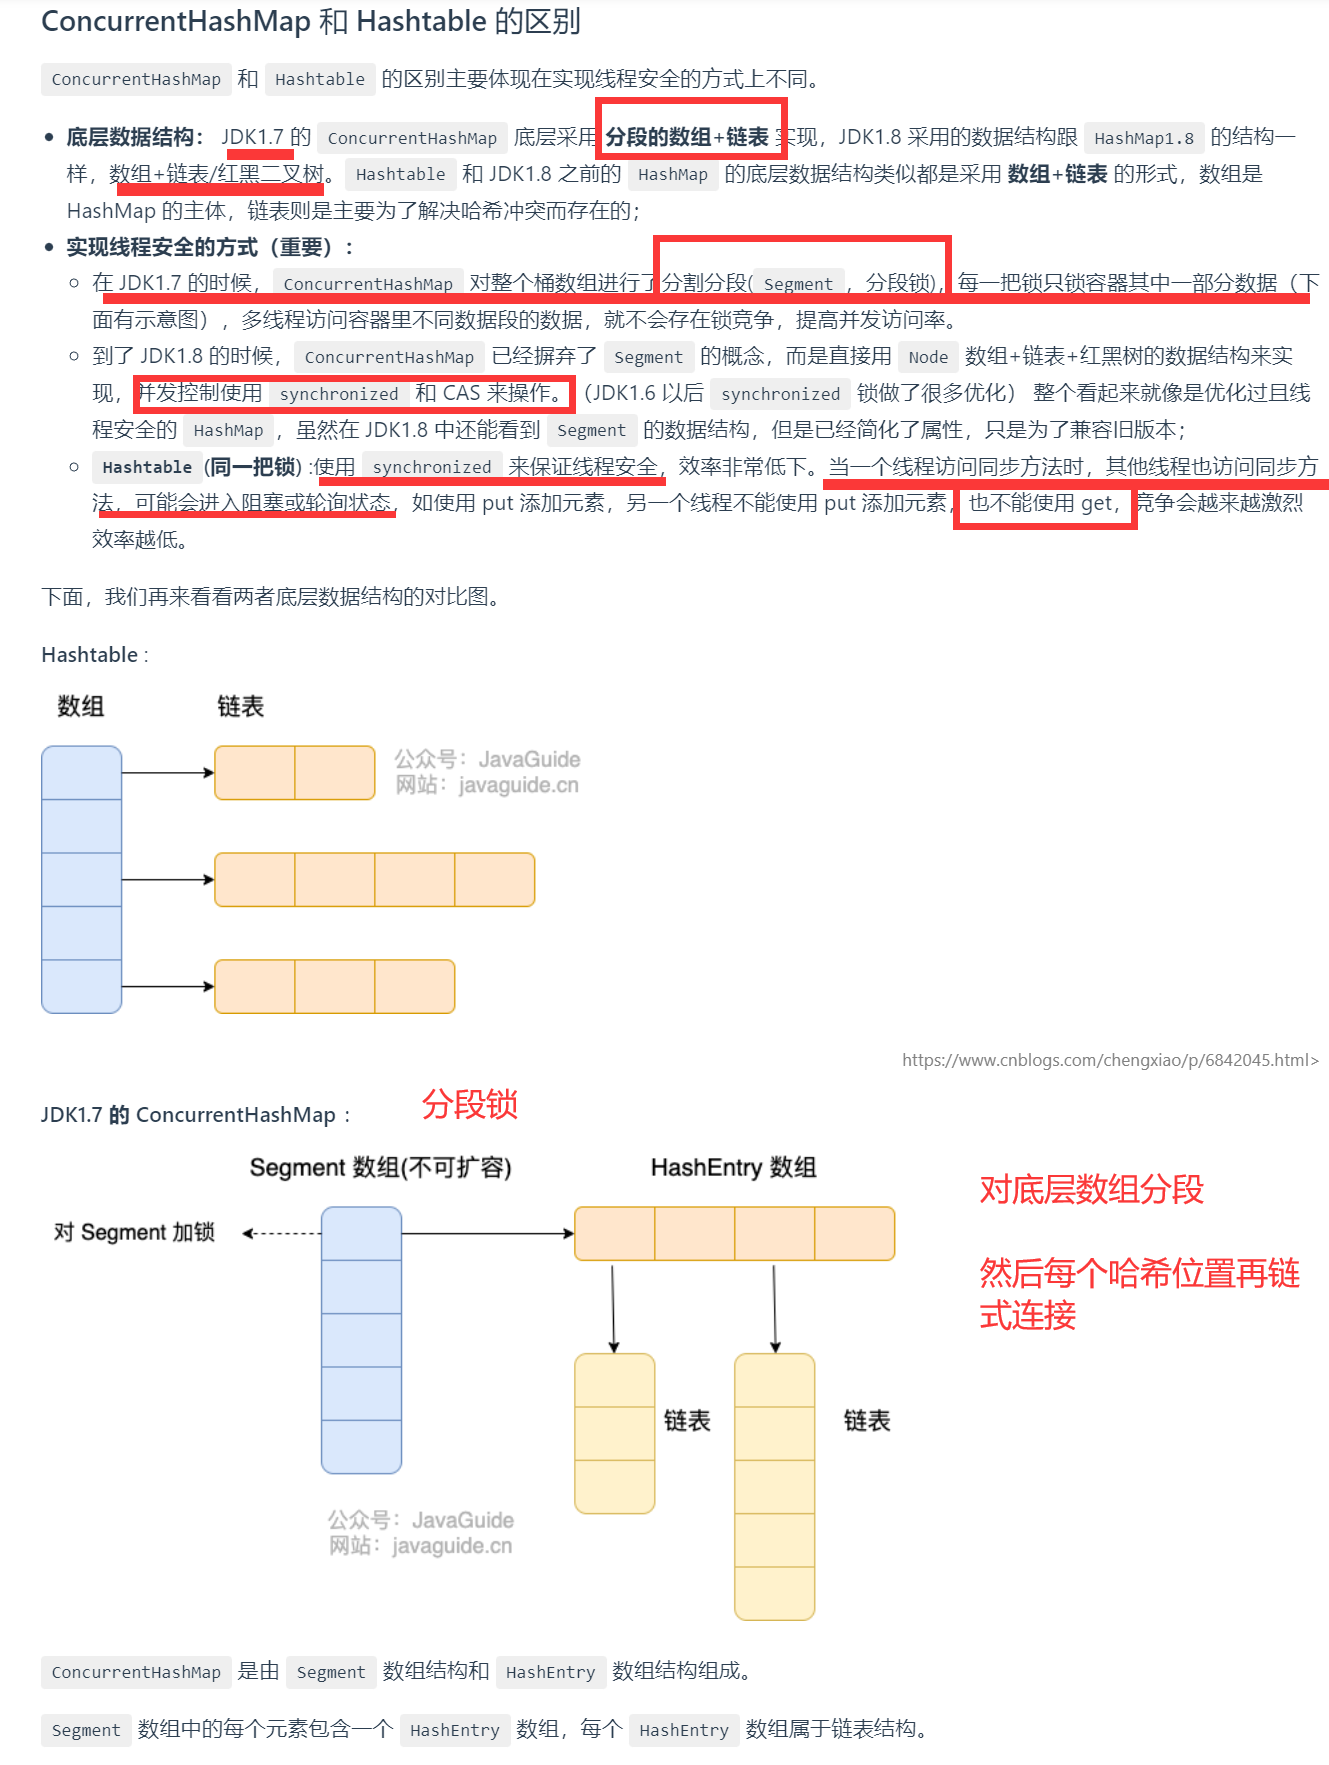 ConcurrentHashMap 和 Hashtable 的区别
ConcurrentHashMap 和 Hashtable 的区别主要体现在实现线程安全的方式上不同。
底层数据结构： JDK1.7 的 ConcurrentHashMap 底层采用 分段的数组+链表 实现，JDK1.8 采用的数据结构跟 HashMap1.8 的结构一
样，数组+链表/红黑二叉树。Hashtable 和 JDK1.8 之前的 HashMap 的底层数据结构类似都是采用 数组+链表 的形式，数组是
HashMap 的主体，链表则是主要为了解决哈希冲突而存在的；
实现线程安全的方式（重要）：
在 JDK1.7 的时候，ConcurrentHashMap 对整个桶数组进行了分割分段(Segment，分段锁)，每一把锁只锁容器其中一部分数据（下
面有示意图），多线程访问容器里不同数据段的数据，就不会存在锁竞争，提高并发访问率。
到了 JDK1.8 的时候，ConcurrentHashMap 已经摒弃了 Segment 的概念，而是直接用 Node 数组+链表+红黑树的数据结构来实
现，并发控制使用 synchronized 和 CAS 来操作。（JDK1.6 以后 synchronized 锁做了很多优化） 整个看起来就像是优化过且线
程安全的 HashMap，虽然在 JDK1.8 中还能看到 Segment 的数据结构，但是已经简化了属性，只是为了兼容旧版本；
Hashtable(同一把锁) :使用 synchronized 来保证线程安全，效率非常低下。当一个线程访问同步方法时，其他线程也访问同步方
法，可能会进入阻塞或轮询状态，如使用 put 添加元素，另一个线程不能使用 put 添加元素，也不能使用 get，竞争会越来越激烈
效率越低。
下面，我们再来看看两者底层数据结构的对比图。
Hashtable :
数组 链表
公众号：JavaGuide
网站：javaguide.cn
https://www.cnblogs.com/chengxiao/p/6842045.html>
分段锁
JDK1.7 的 ConcurrentHashMap：
Segment 数组(不可扩容) HashEntry 数组
对底层数组分段
对 Segment 加锁
然后每个哈希位置再链
式连接
链表 链表
公众号：JavaGuide
网站：javaguide.cn
ConcurrentHashMap 是由 Segment 数组结构和 HashEntry 数组结构组成。
Segment 数组中的每个元素包含一个 HashEntry 数组，每个 HashEntry 数组属于链表结构。